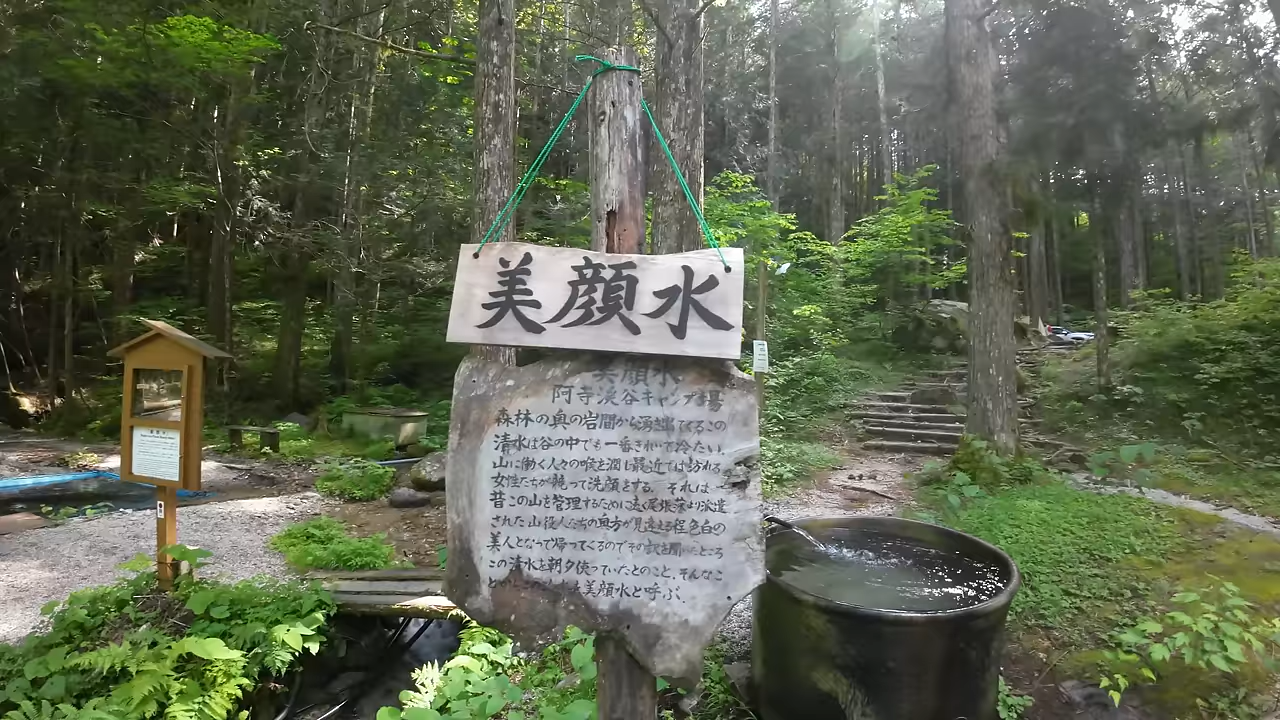 美顔水
美顔水
阿寺渓谷キャンプ場
森林の奥の岩間から湧き出てくるこの
清水は谷の中でも一番きれいで冷たい。
山に働く人々の喉を潤し最近では訪れる
女性たちが競って洗顔とする。それは一
昔この山を管理するために遠く尾張藩より派遣
された山役人たちの奥方が見違える程色白の
美人となって帰ってくるのでその訳を聞いたところ
この清水を朝夕使っていたとのこと、そんなこ
とからこの 美顔水と呼ぶ。